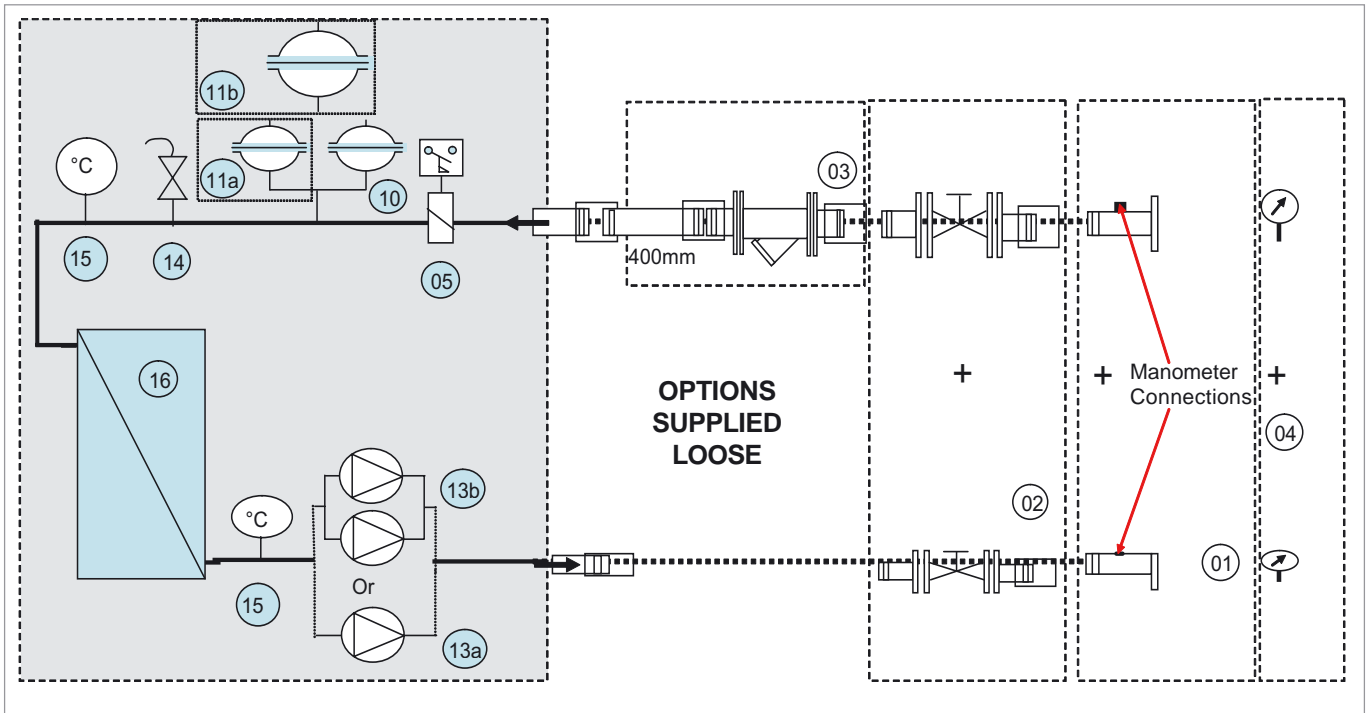 11b
11a
10
°C
15
14
05
03
400mm
16
OPTIONS
SUPPLIED
LOOSE
+
+
Manometer
Connections
+
04
02
01
°C
15
13b
Or
13a